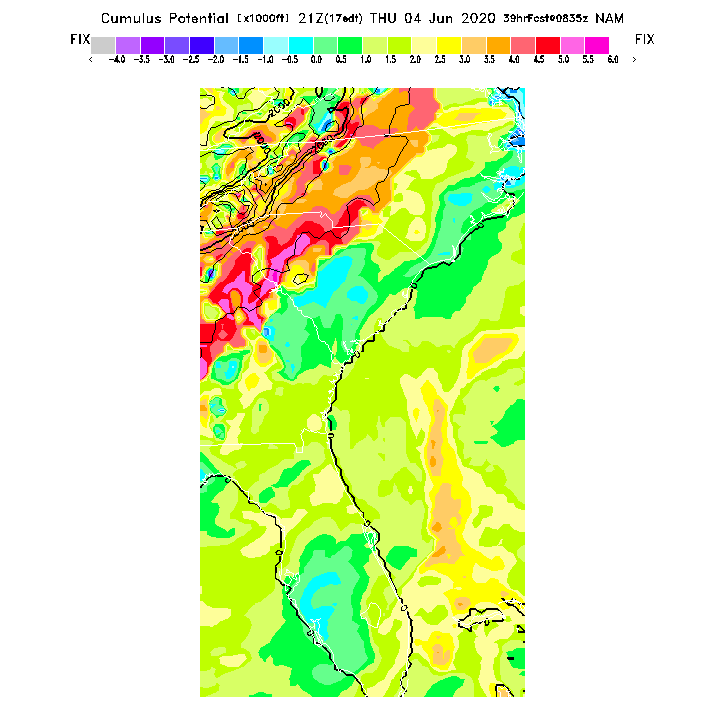 Cumulus Potential [x1000ft] 21Z(17edt) THU 04 Jun 2020 39hrFcst@0835z NAM
FIX FIX
< -4.0 -3.5 -3.0 -2.5 -2.0 -1.5 -1.0 -0.5 0.0 0.5 1.0 1.5 2.0 2.5 3.0 3.5 4.0 4.5 5.0 5.5 6.0 >
2000